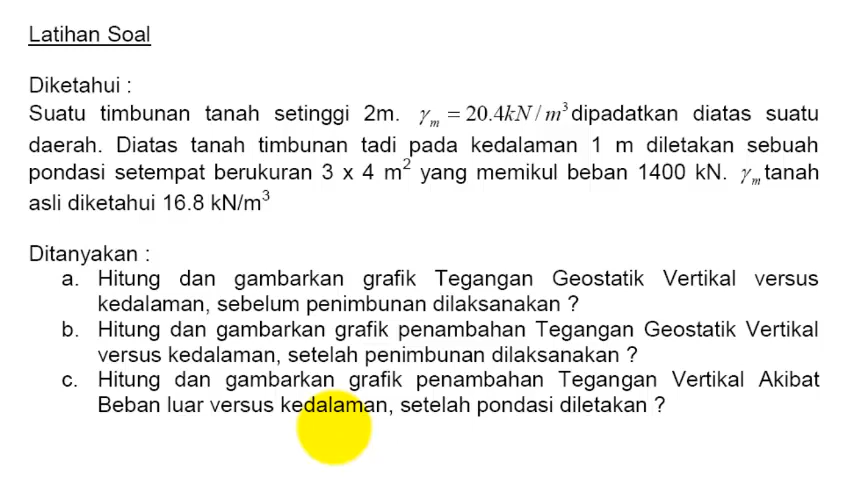 Latihan Soal
Diketahui :
Suatu timbunan tanah setinggi 2m. γm = 20.4kN/m³ dipadatkan diatas suatu
daerah. Diatas tanah timbunan tadi pada kedalaman 1 m diletakan sebuah
pondasi setempat berukuran 3 x 4 m² yang memikul beban 1400 kN. γm tanah
asli diketahui 16.8 kN/m³
Ditanyakan :
a. Hitung dan gambarkan grafik Tegangan Geostatik Vertikal versus
kedalaman, sebelum penimbunan dilaksanakan ?
b. Hitung dan gambarkan grafik penambahan Tegangan Geostatik Vertikal
versus kedalaman, setelah penimbunan dilaksanakan ?
c. Hitung dan gambarkan grafik penambahan Tegangan Vertikal Akibat
Beban luar versus kedalaman, setelah pondasi diletakan ?